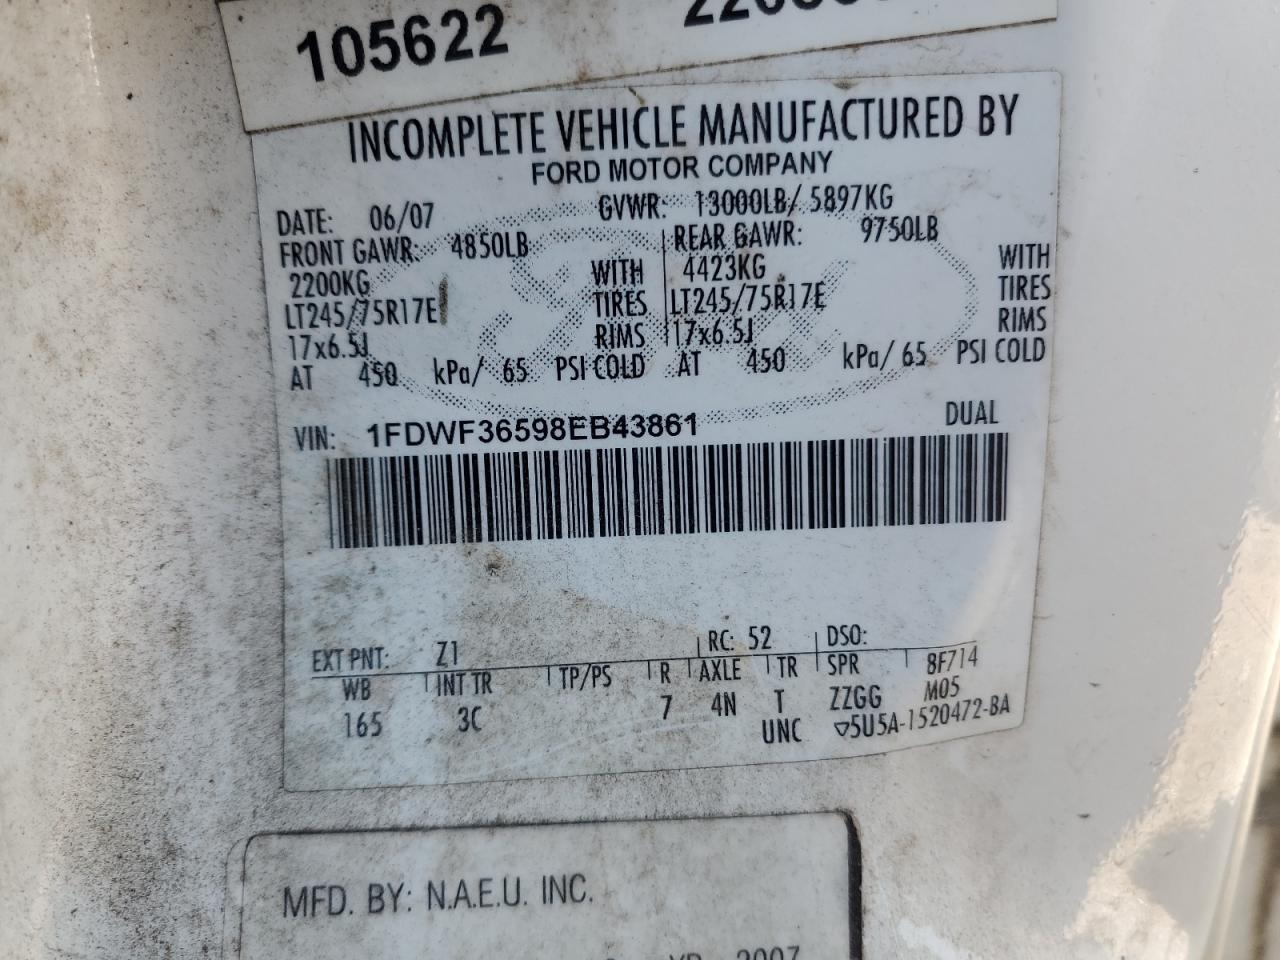 105622
INCOMPLETE VEHICLE MANUFACTURED BY
FORD MOTOR COMPANY
DATE: 06/07 GVWR: 13000LB/ 5897KG
FRONT GAWR: 4850LB REAR GAWR: 9750LB
2200KG WITH 4423KG WITH
LT245/75R17E TIRES LT245/75R17E TIRES
17x6.5J RIMS 17x6.5J RIMS
AT 450 kPa/ 65 PSI COLD AT 450 kPa/ 65 PSI COLD
VIN: 1FDWF36598EB43861 DUAL
EXT PNT: Z1 RC: 52 DSO:
WB INT TR TP/PS R AXLE TR SPR 8F714
165 3C 7 4N T ZZGG M05
UNC ▽5U5A-1520472-BA
MFD. BY: N.A.E.U. INC.
2007